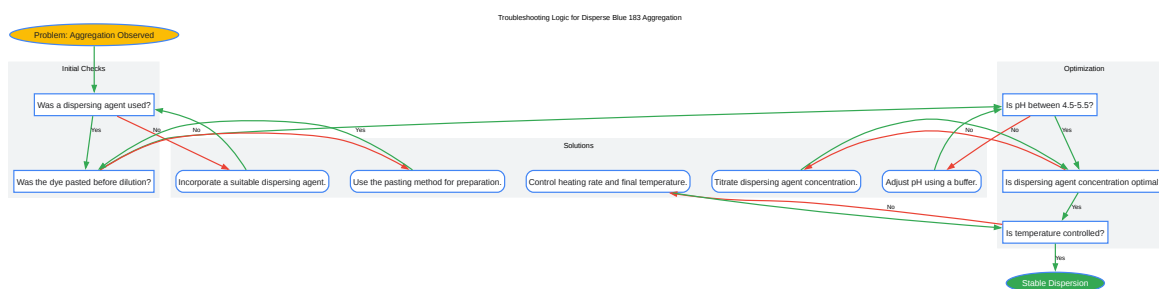 Troubleshooting Logic for Disperse Blue 183 Aggregation
Problem: Aggregation Observed
Initial Checks
Optimization
Was a dispersing agent used?
Is pH between 4.5-5.5?
Yes
No
No
Yes
No
No
Yes
Solutions
Was the dye pasted before dilution?
Incorporate a suitable dispersing agent.
Use the pasting method for preparation.
Control heating rate and final temperature.
Titrate dispersing agent concentration.
Adjust pH using a buffer.
Is dispersing agent concentration optimal
No
Yes
Is temperature controlled?
Yes
Stable Dispersion